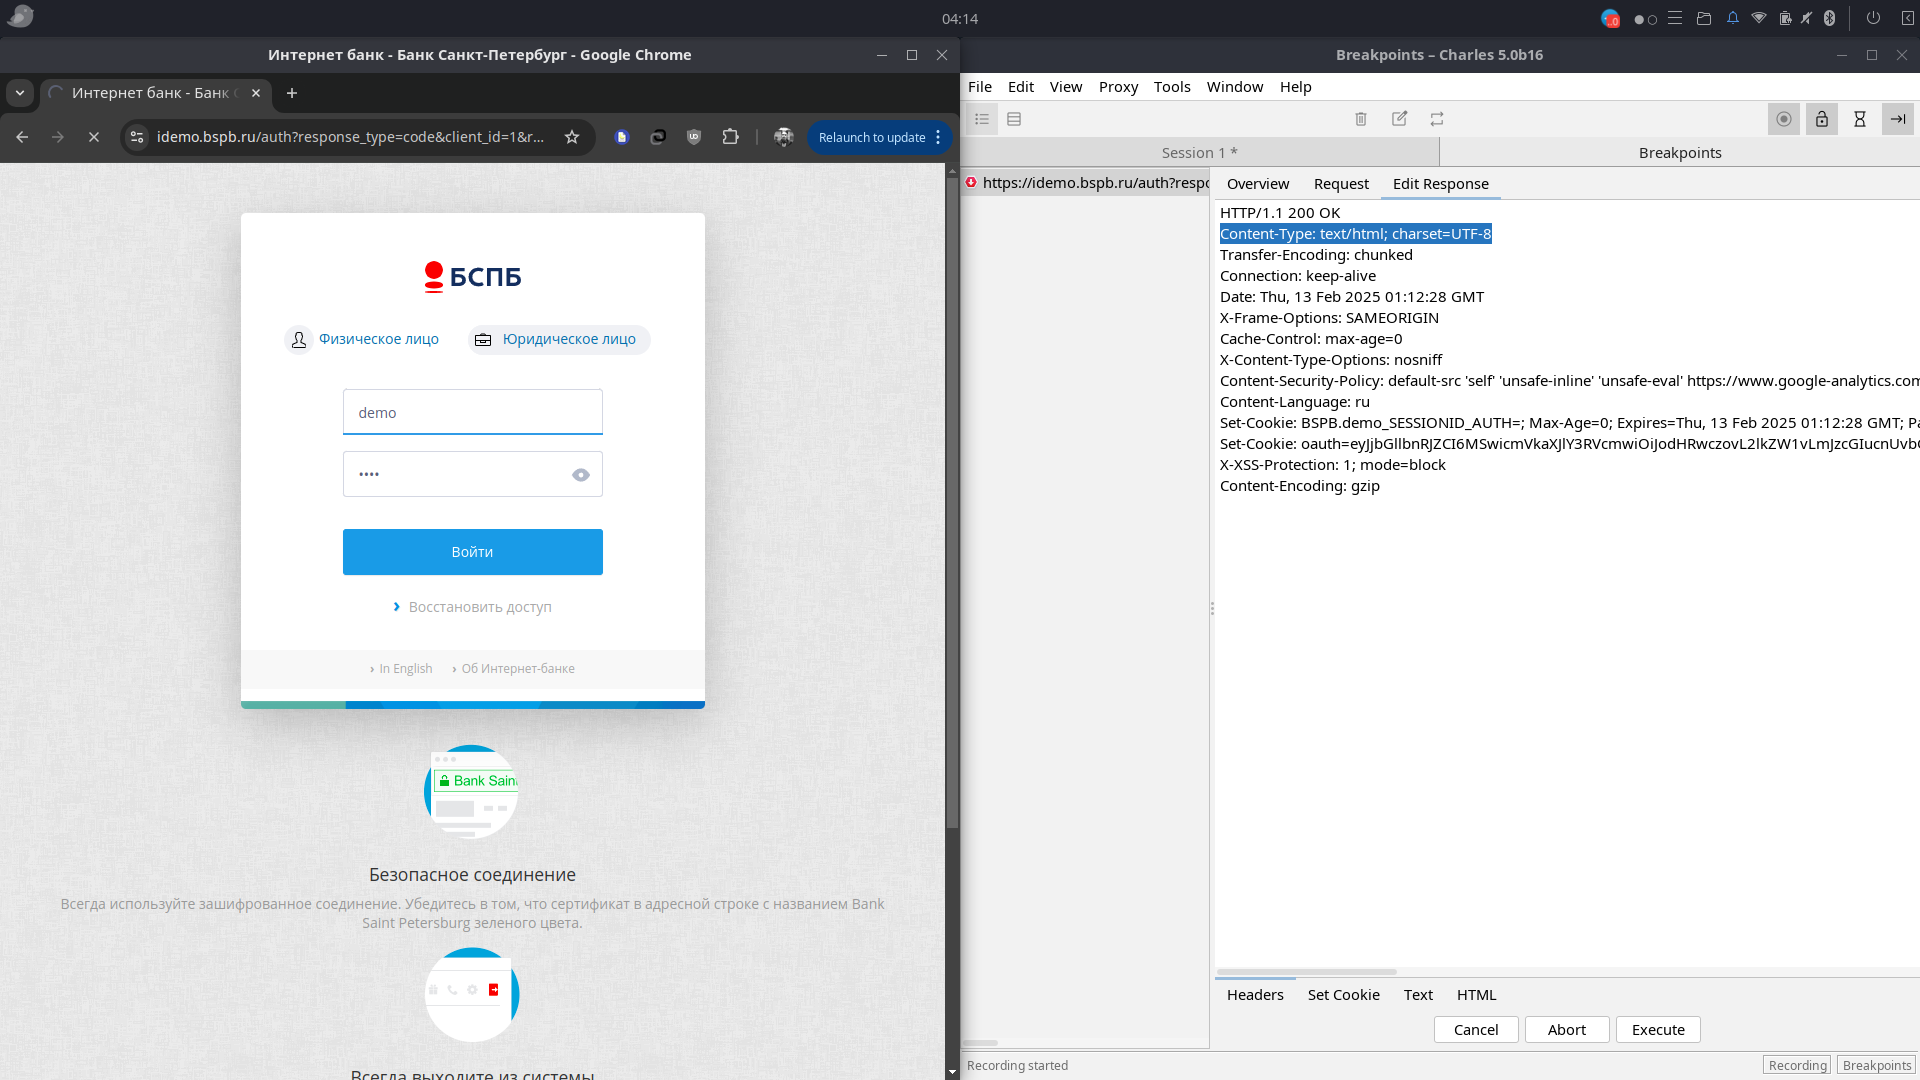 04:14
Интернет банк - Банк Санкт-Петербург - Google Chrome
Интернет банк - Банк
idemo.bspb.ru/auth?response_type=code&client_id=1&r...
Relaunch to update
БСПБ
Физическое лицо
Юридическое лицо
demo
••••
Войти
› Восстановить доступ
› In English › Об Интернет-банке
Bank Sain
Безопасное соединение
Всегда используйте зашифрованное соединение. Убедитесь в том, что сертификат в адресной строке с названием Bank
Saint Petersburg зеленого цвета.
Всегда выходите из системы
Breakpoints – Charles 5.0b16
File Edit View Proxy Tools Window Help
Session 1 *
Breakpoints
https://idemo.bspb.ru/auth?respo
Overview Request Edit Response
HTTP/1.1 200 OK
Content-Type: text/html; charset=UTF-8
Transfer-Encoding: chunked
Connection: keep-alive
Date: Thu, 13 Feb 2025 01:12:28 GMT
X-Frame-Options: SAMEORIGIN
Cache-Control: max-age=0
X-Content-Type-Options: nosniff
Content-Security-Policy: default-src 'self' 'unsafe-inline' 'unsafe-eval' https://www.google-analytics.com
Content-Language: ru
Set-Cookie: BSPB.demo_SESSIONID_AUTH=; Max-Age=0; Expires=Thu, 13 Feb 2025 01:12:28 GMT; Pa
Set-Cookie:
X-XSS-Protection: 1; mode=block
Content-Encoding: gzip
Headers Set Cookie Text HTML
Cancel Abort Execute
Recording started
Recording Breakpoints